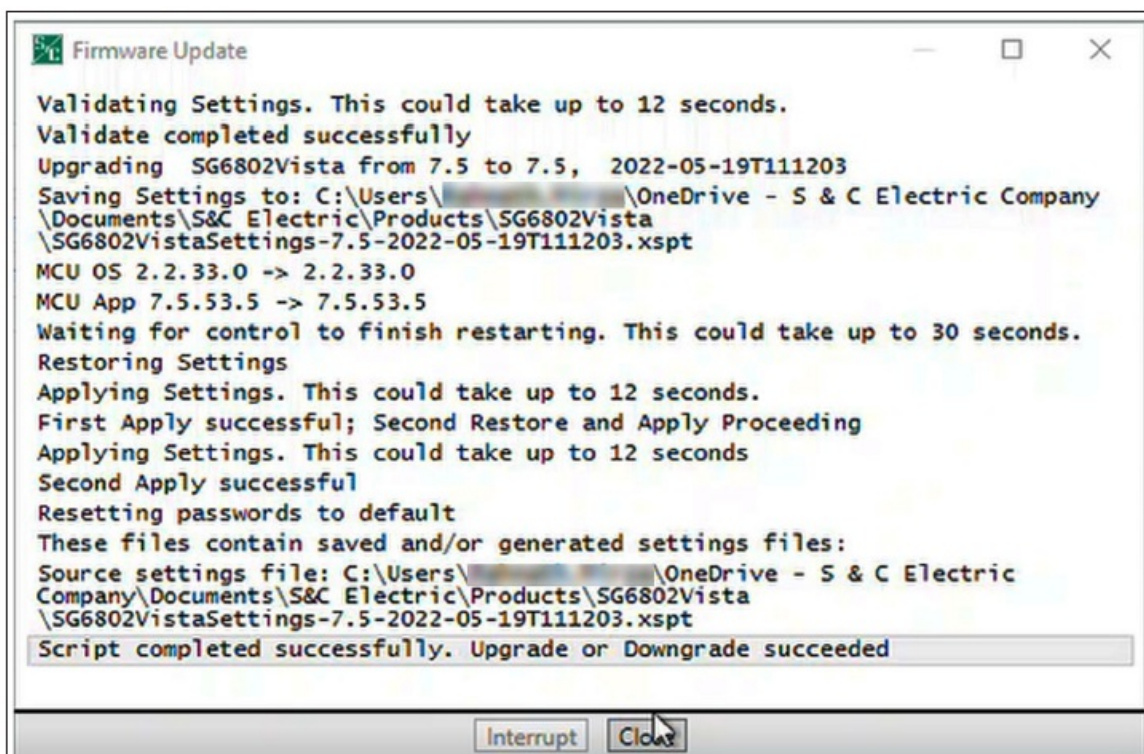 S&C Firmware Update
Validating Settings. This could take up to 12 seconds.
Validate completed successfully
Upgrading SG6802Vista from 7.5 to 7.5, 2022-05-19T111203
Saving Settings to: C:\Users\ \OneDrive - S & C Electric Company
\Documents\S&C Electric\Products\SG6802Vista
\SG6802VistaSettings-7.5-2022-05-19T111203.xspt
MCU OS 2.2.33.0 -> 2.2.33.0
MCU App 7.5.53.5 -> 7.5.53.5
Waiting for control to finish restarting. This could take up to 30 seconds.
Restoring Settings
Applying Settings. This could take up to 12 seconds.
First Apply successful; Second Restore and Apply Proceeding
Applying Settings. This could take up to 12 seconds
Second Apply successful
Resetting passwords to default
These files contain saved and/or generated settings files:
Source settings file: C:\Users\ \OneDrive - S & C Electric
Company\Documents\S&C Electric\Products\SG6802Vista
\SG6802VistaSettings-7.5-2022-05-19T111203.xspt
Script completed successfully. Upgrade or Downgrade succeeded
Interrupt Close